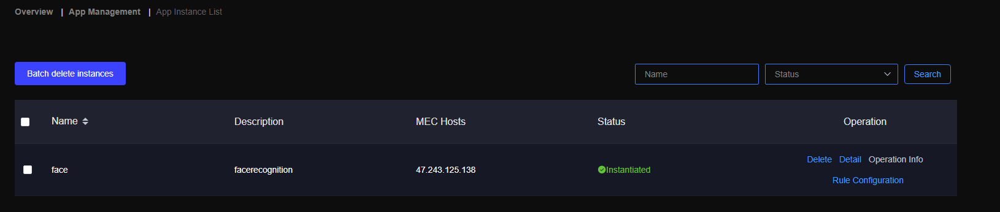 Overview | App Management | App Instance List
Batch delete instances
Name
Status
Search
Name
Description
MEC Hosts
Status
Operation
face
facerecognition
47.243.125.138
Instantiated
Delete Detail Operation Info
Rule Configuration